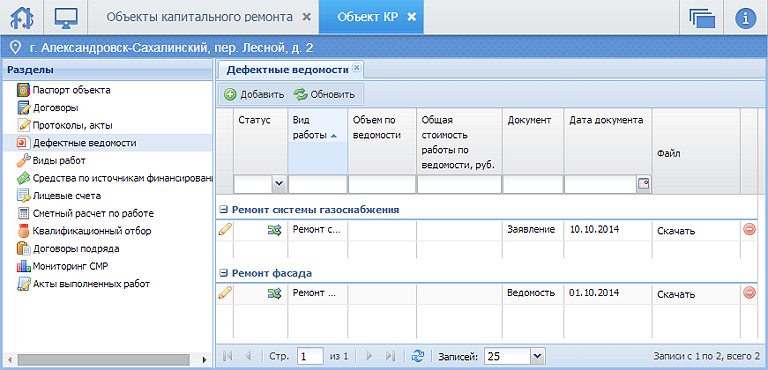 Объекты капитального ремонта
Объект КР
г. Александровск-Сахалинский, пер. Лесной, д. 2
Разделы
Паспорт объекта
Договоры
Протоколы, акты
Дефектные ведомости
Виды работ
Средства по источникам финансирован
Лицевые счета
Сметный расчет по работе
Квалификационный отбор
Договоры подряда
Мониторинг СМР
Акты выполненных работ
Дефектные ведомости
Добавить Обновить
Статус
Вид работы
Объем по ведомости
Общая стоимость работы по ведомости, руб.
Документ
Дата документа
Файл
Ремонт системы газоснабжения
Ремонт с... Заявление 10.10.2014 Скачать
Ремонт фасада
Ремонт ... Ведомость 01.10.2014 Скачать
Стр. 1 из 1 Записей: 25 Записи с 1 по 2, всего 2